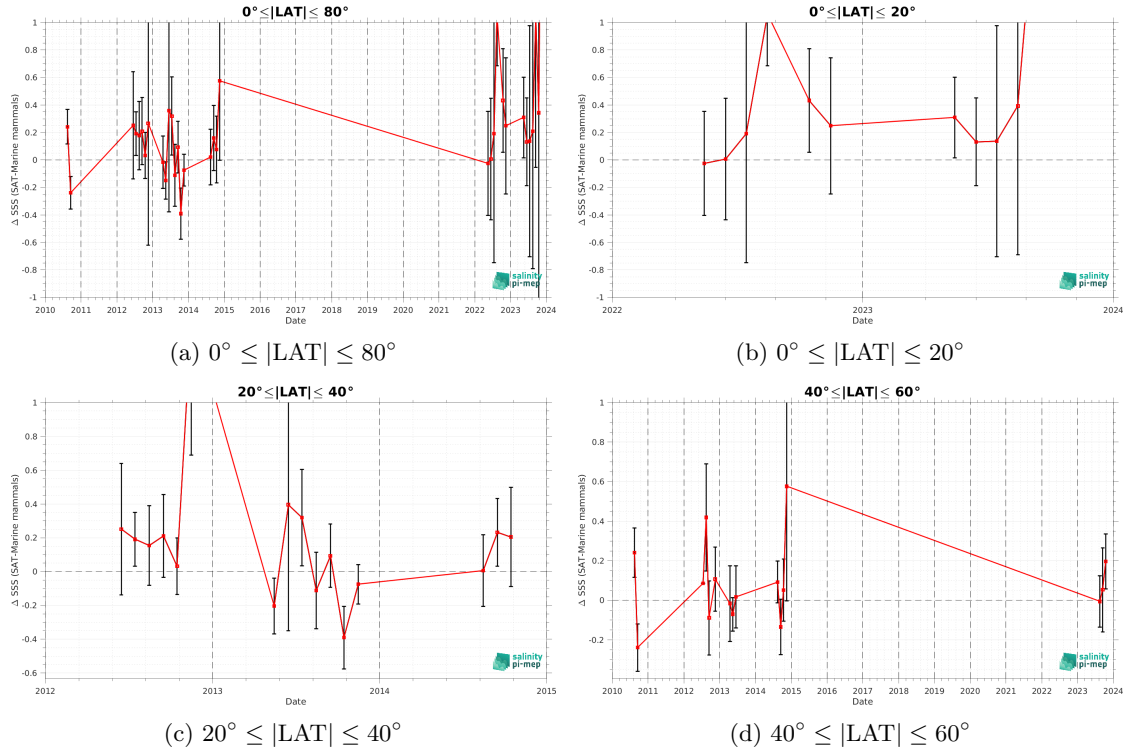 0°≤|LAT|≤ 80°
Δ SSS (SAT-Marine mammals)
1
0.8
0.6
0.4
0.2
0
-0.2
-0.4
-0.6
-0.8
-1
2010 2011 2012 2013 2014 2015 2016 2017 2018 2019 2020 2021 2022 2023 2024
Date
salinity
pi-mep
(a) 0° ≤ |LAT| ≤ 80°
0°≤|LAT|≤ 20°
Δ SSS (SAT-Marine mammals)
1
0.8
0.6
0.4
0.2
0
-0.2
-0.4
-0.6
-0.8
-1
2022 2023 2024
Date
salinity
pi-mep
(b) 0° ≤ |LAT| ≤ 20°
20°≤|LAT|≤ 40°
Δ SSS (SAT-Marine mammals)
1
0.8
0.6
0.4
0.2
0
-0.2
-0.4
-0.6
2012 2013 2014 2015
Date
salinity
pi-mep
(c) 20° ≤ |LAT| ≤ 40°
40°≤|LAT|≤ 60°
Δ SSS (SAT-Marine mammals)
1
0.8
0.6
0.4
0.2
0
-0.2
2010 2011 2012 2013 2014 2015 2016 2017 2018 2019 2020 2021 2022 2023 2024
Date
salinity
pi-mep
(d) 40° ≤ |LAT| ≤ 60°